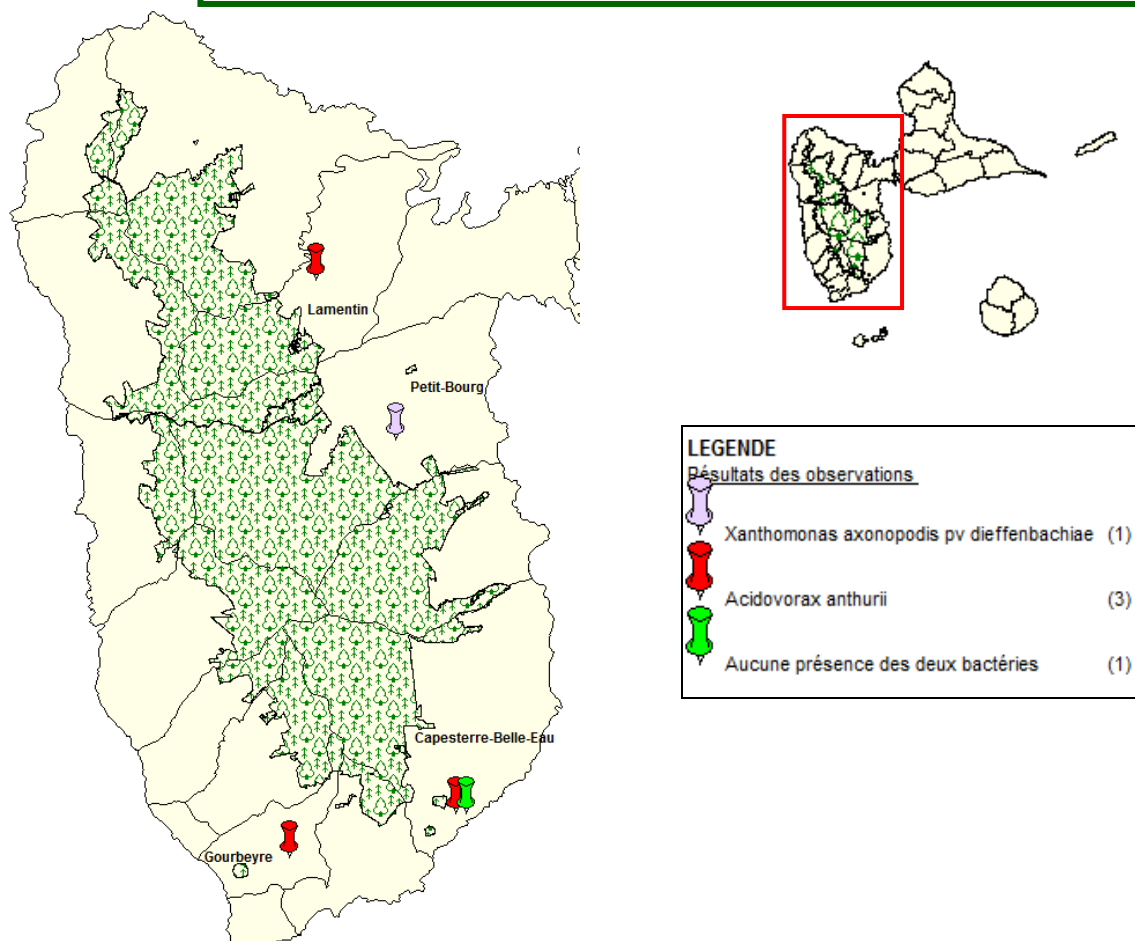 Lamentin
Petit-Bourg
Capesterre-Belle-Eau
Gourbeyre
LEGENDE
Résultats des observations
Xanthomonas axonopodis pv dieffenbachiae (1)
Acidovorax anthurii (3)
Aucune présence des deux bactéries (1)